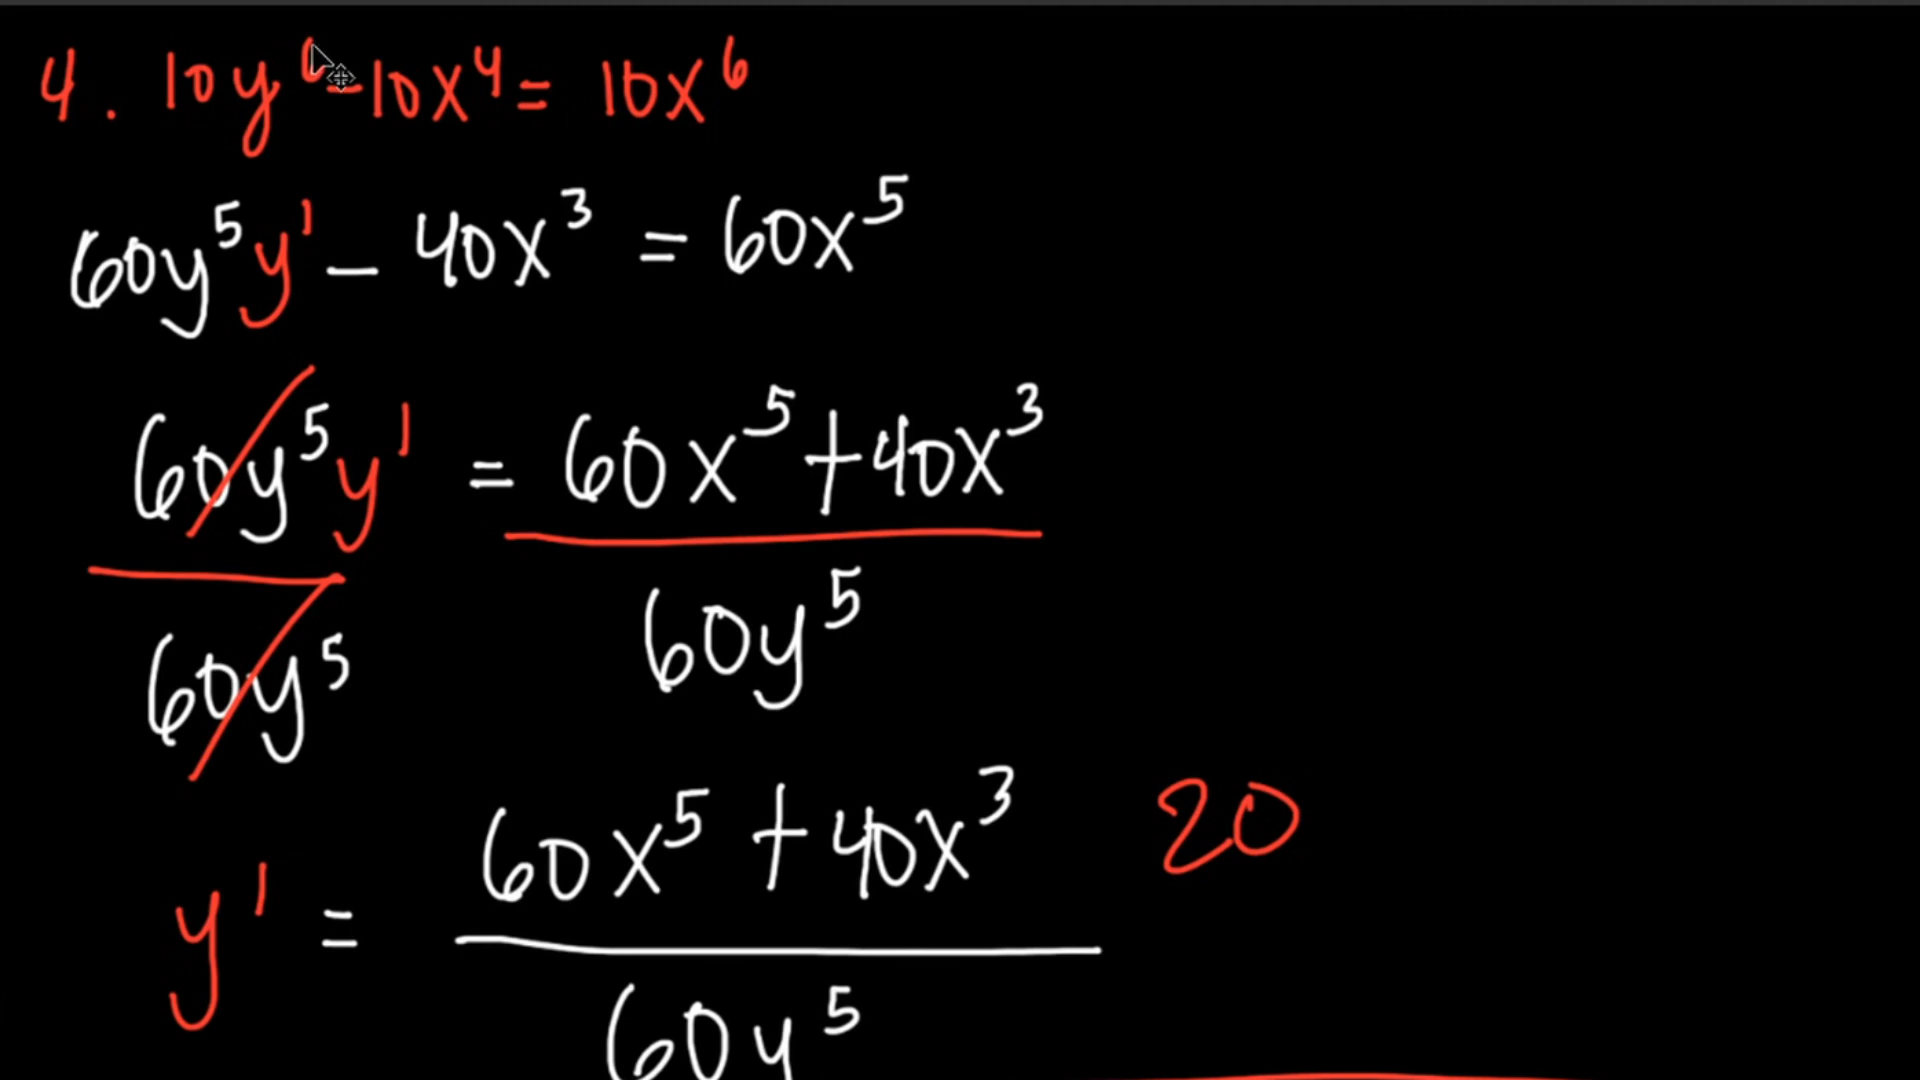 4. 10y⁶ - 10x⁴ = 10x⁶
60y⁵y' - 40x³ = 60x⁵
60y⁵y' = 60x⁵ + 40x³
60y⁵ 60y⁵
y' = 60x⁵ + 40x³ 20
60y⁵